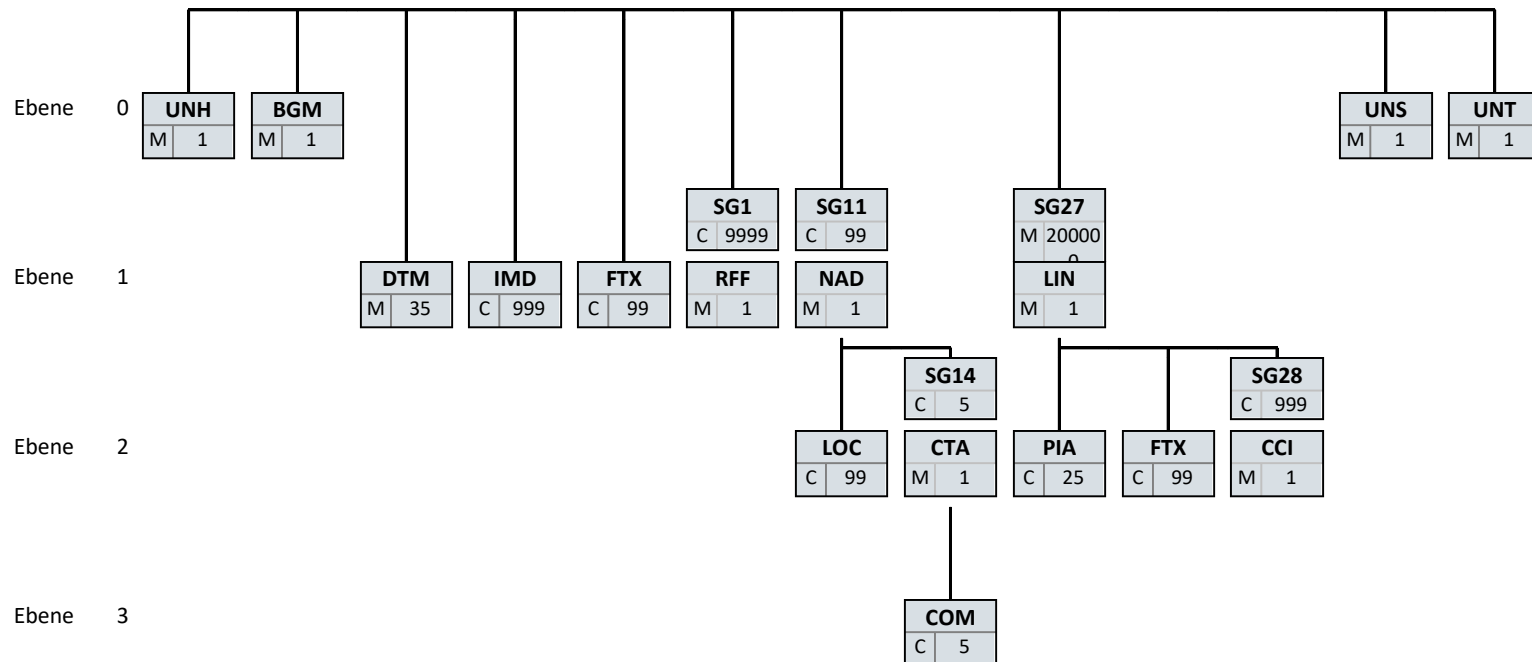 Ebene 0 UNH BGM UNS UNT
M 1 M 1 M 1 M 1
SG1 SG11 SG27
C 9999 C 99 M 20000
0
Ebene 1 DTM IMD FTX RFF NAD LIN
M 35 C 999 C 99 M 1 M 1 M 1
SG14 SG28
C 5 C 999
Ebene 2 LOC CTA PIA FTX CCI
C 99 M 1 C 25 C 99 M 1
Ebene 3 COM
C 5